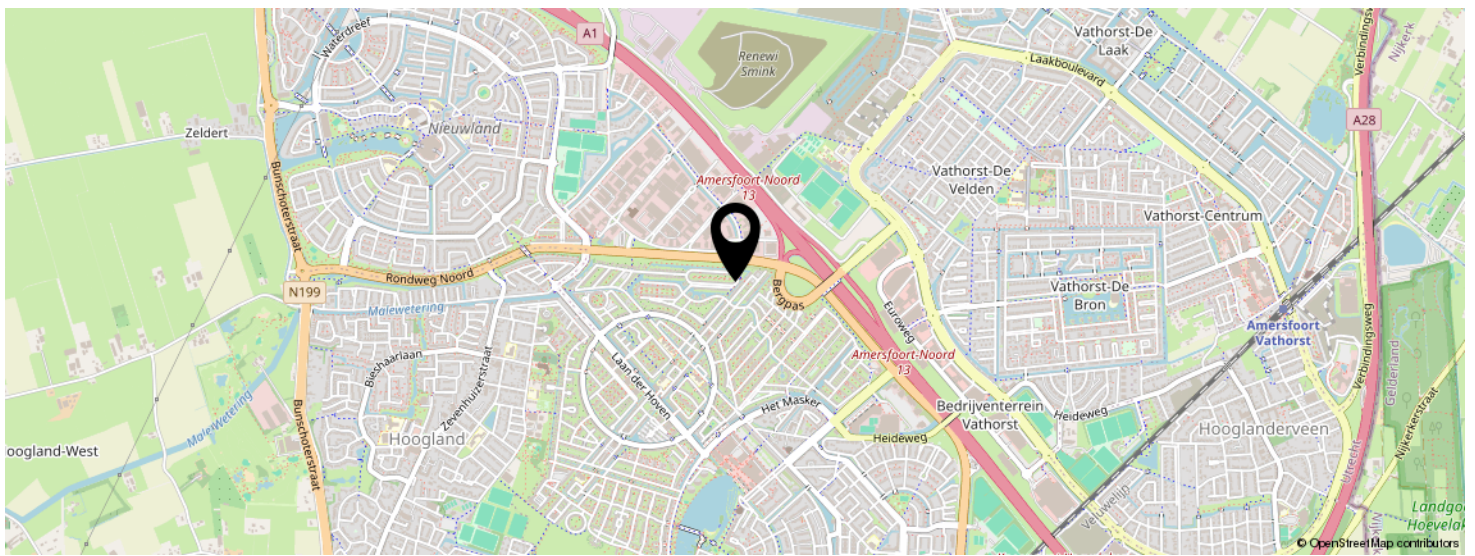 Waterdreef
A1
Renewi
Smink
Vathorst-De
Laak
Laakboulevard
Verbindingsweg
Nijkerk
A28
Zeldert
Nieuwland
Bunschoterstraat
Amersfoort-Noord
13
Vathorst-De
Velden
Vathorst-Centrum
Rondweg Noord
N199
Malewetering
Bergpas
Vathorst-De
Bron
Euroweg
Amersfoort
Vathorst
Verbindingsweg
Gelderland
Bieshaarlaan
Zevenhuizerstraat
Laan der Hoven
Amersfoort-Noord
13
Malewetering
Bunschoterstraat
Het Masker
Bedrijventerrein
Vathorst
Heideweg
Hoogland
Heideweg
Hooglanderveen
Nijkerkerstraat
oogland-West
Utrecht
Veluwelijn
Landgo
Hoevelak
© OpenStreetMap contributors